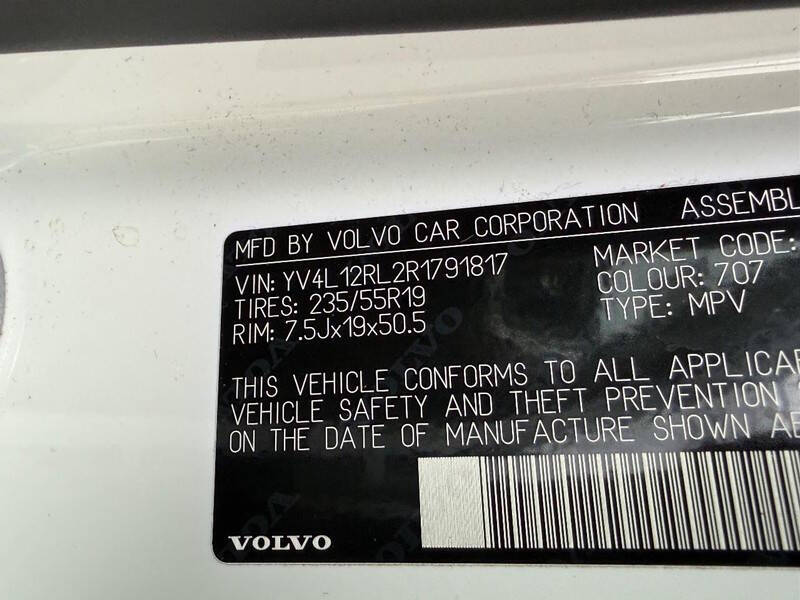 MFD BY VOLVO CAR CORPORATION ASSEMBL
VIN: YV4L12RL2R1791817 MARKET CODE:
TIRES: 235/55R19 COLOUR: 707
RIM: 7.5Jx19x50.5 TYPE: MPV
THIS VEHICLE CONFORMS TO ALL APPLICA
VEHICLE SAFETY AND THEFT PREVENTION
ON THE DATE OF MANUFACTURE SHOWN AB
VOLVO